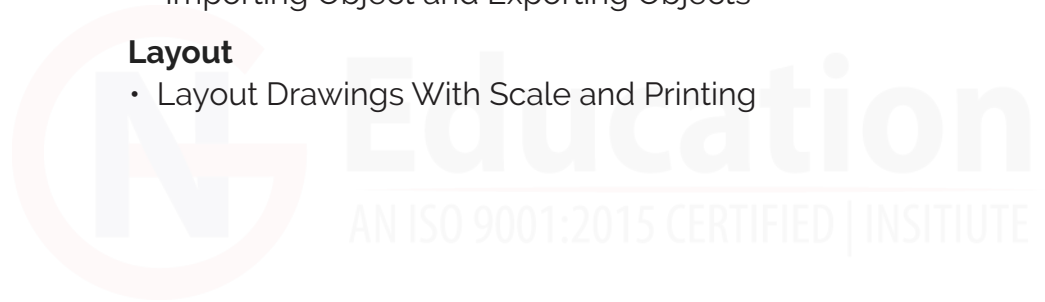 Importing Object and Exporting Objects
Layout
• Layout Drawings With Scale and Printing
GN Education
AN ISO 9001:2015 CERTIFIED | INSITIUTE